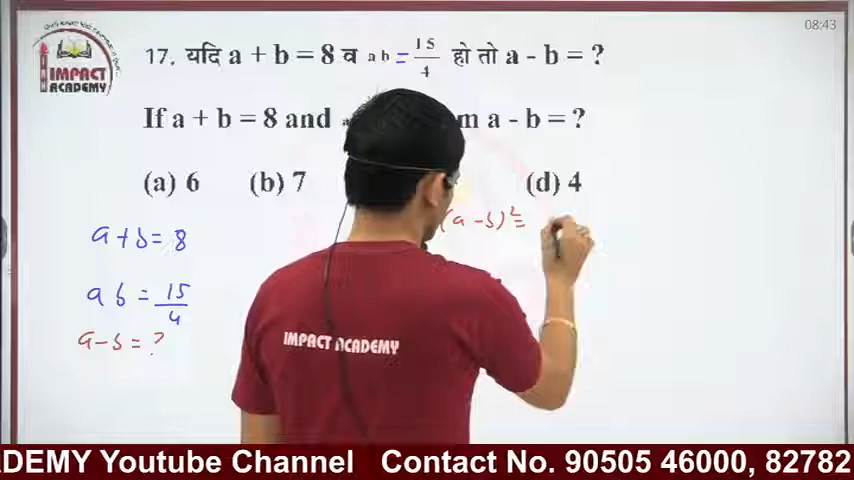 08:43
IMPACT
ACADEMY
17. यदि a + b = 8 व ab = 15/4 हो तो a - b = ?
If a + b = 8 and m a - b = ?
(a) 6 (b) 7 (d) 4
(a - b)² =
a + b = 8
ab = 15/4
a - b = ?
IMPACT ACADEMY
ADEMY Youtube Channel Contact No. 90505 46000, 82782